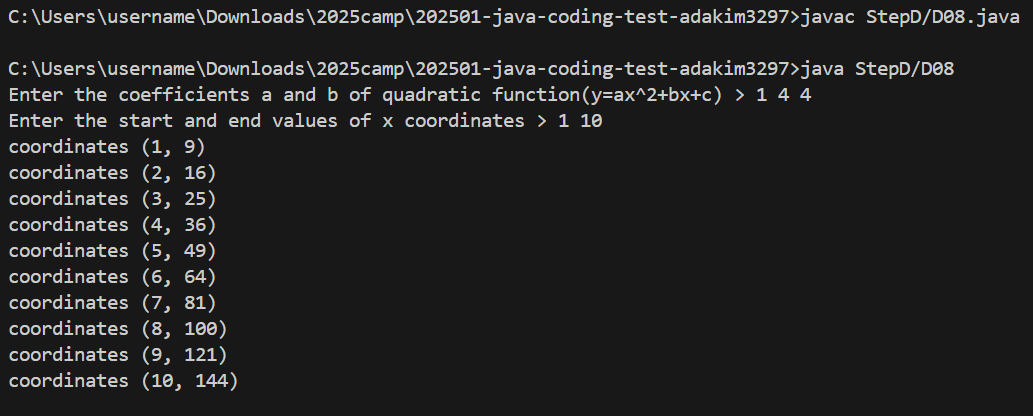 C:\Users\username\Downloads\2025camp\202501-java-coding-test-adakim3297>javac StepD/D08.java
C:\Users\username\Downloads\2025camp\202501-java-coding-test-adakim3297>java StepD/D08
Enter the coefficients a and b of quadratic function(y=ax^2+bx+c) > 1 4 4
Enter the start and end values of x coordinates > 1 10
coordinates (1, 9)
coordinates (2, 16)
coordinates (3, 25)
coordinates (4, 36)
coordinates (5, 49)
coordinates (6, 64)
coordinates (7, 81)
coordinates (8, 100)
coordinates (9, 121)
coordinates (10, 144)